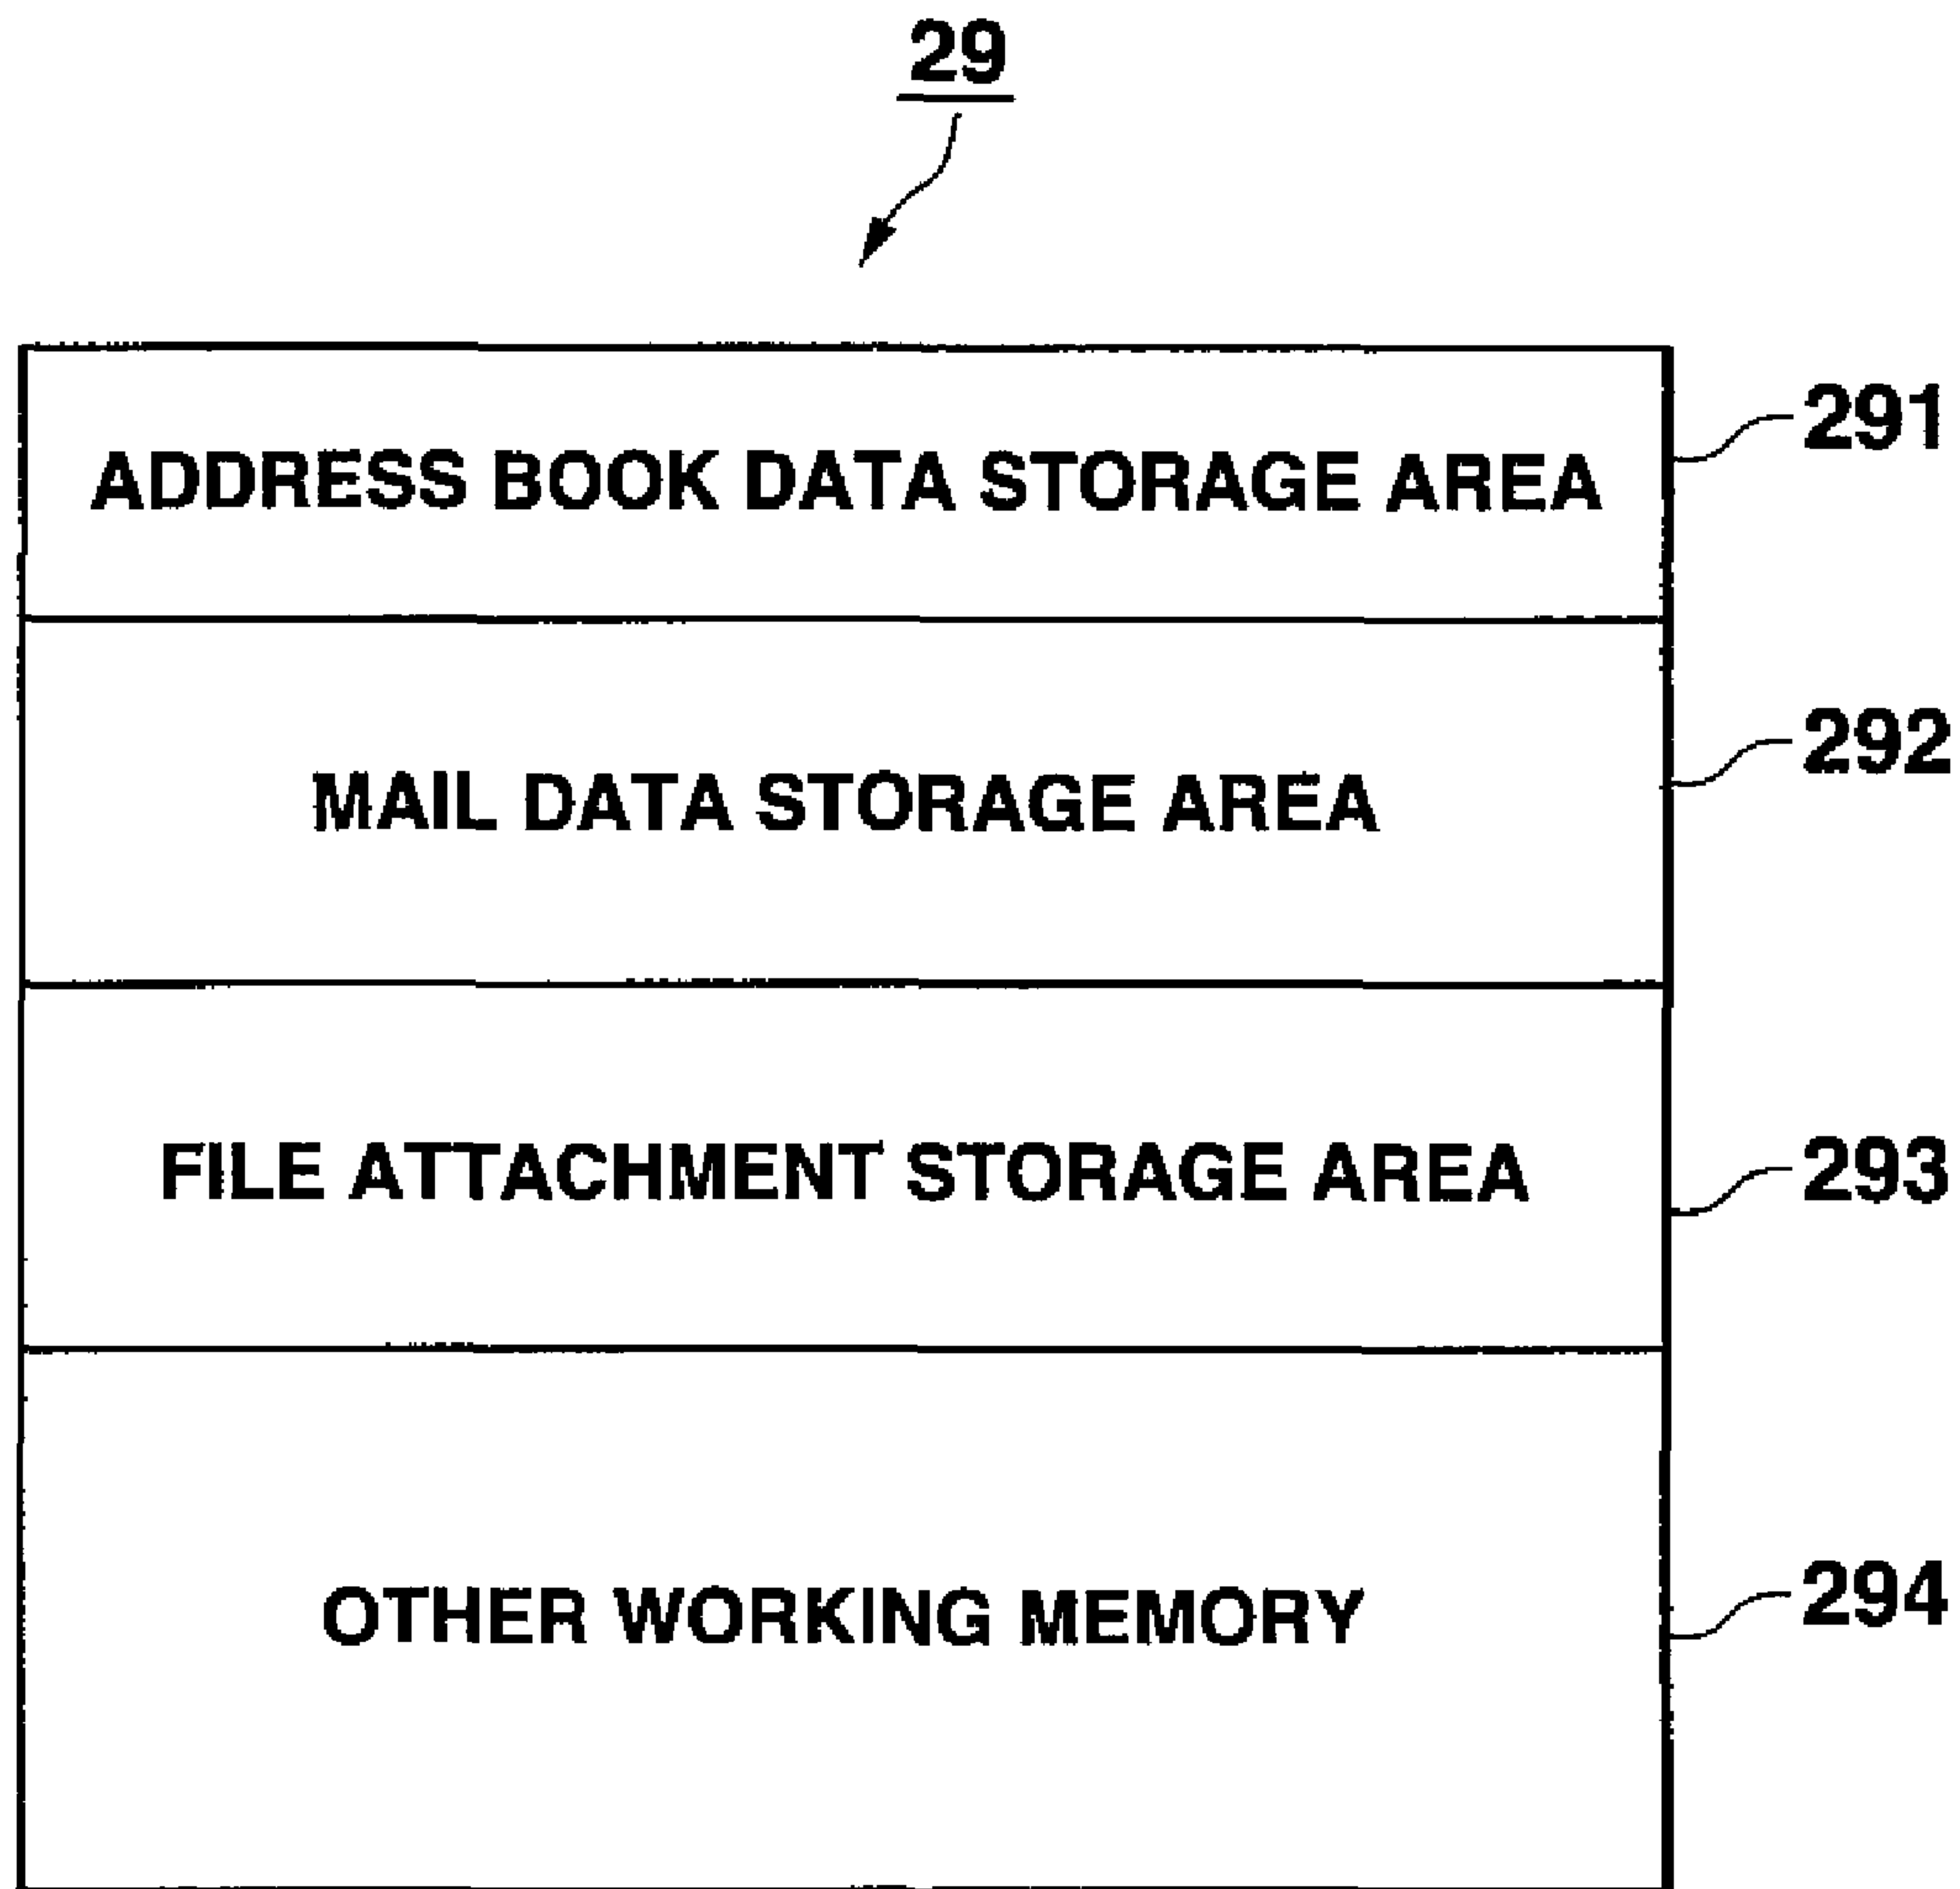 29
ADDRESS BOOK DATA STORAGE AREA
291
MAIL DATA STORAGE AREA
292
FILE ATTACHMENT STORAGE AREA
293
OTHER WORKING MEMORY
294